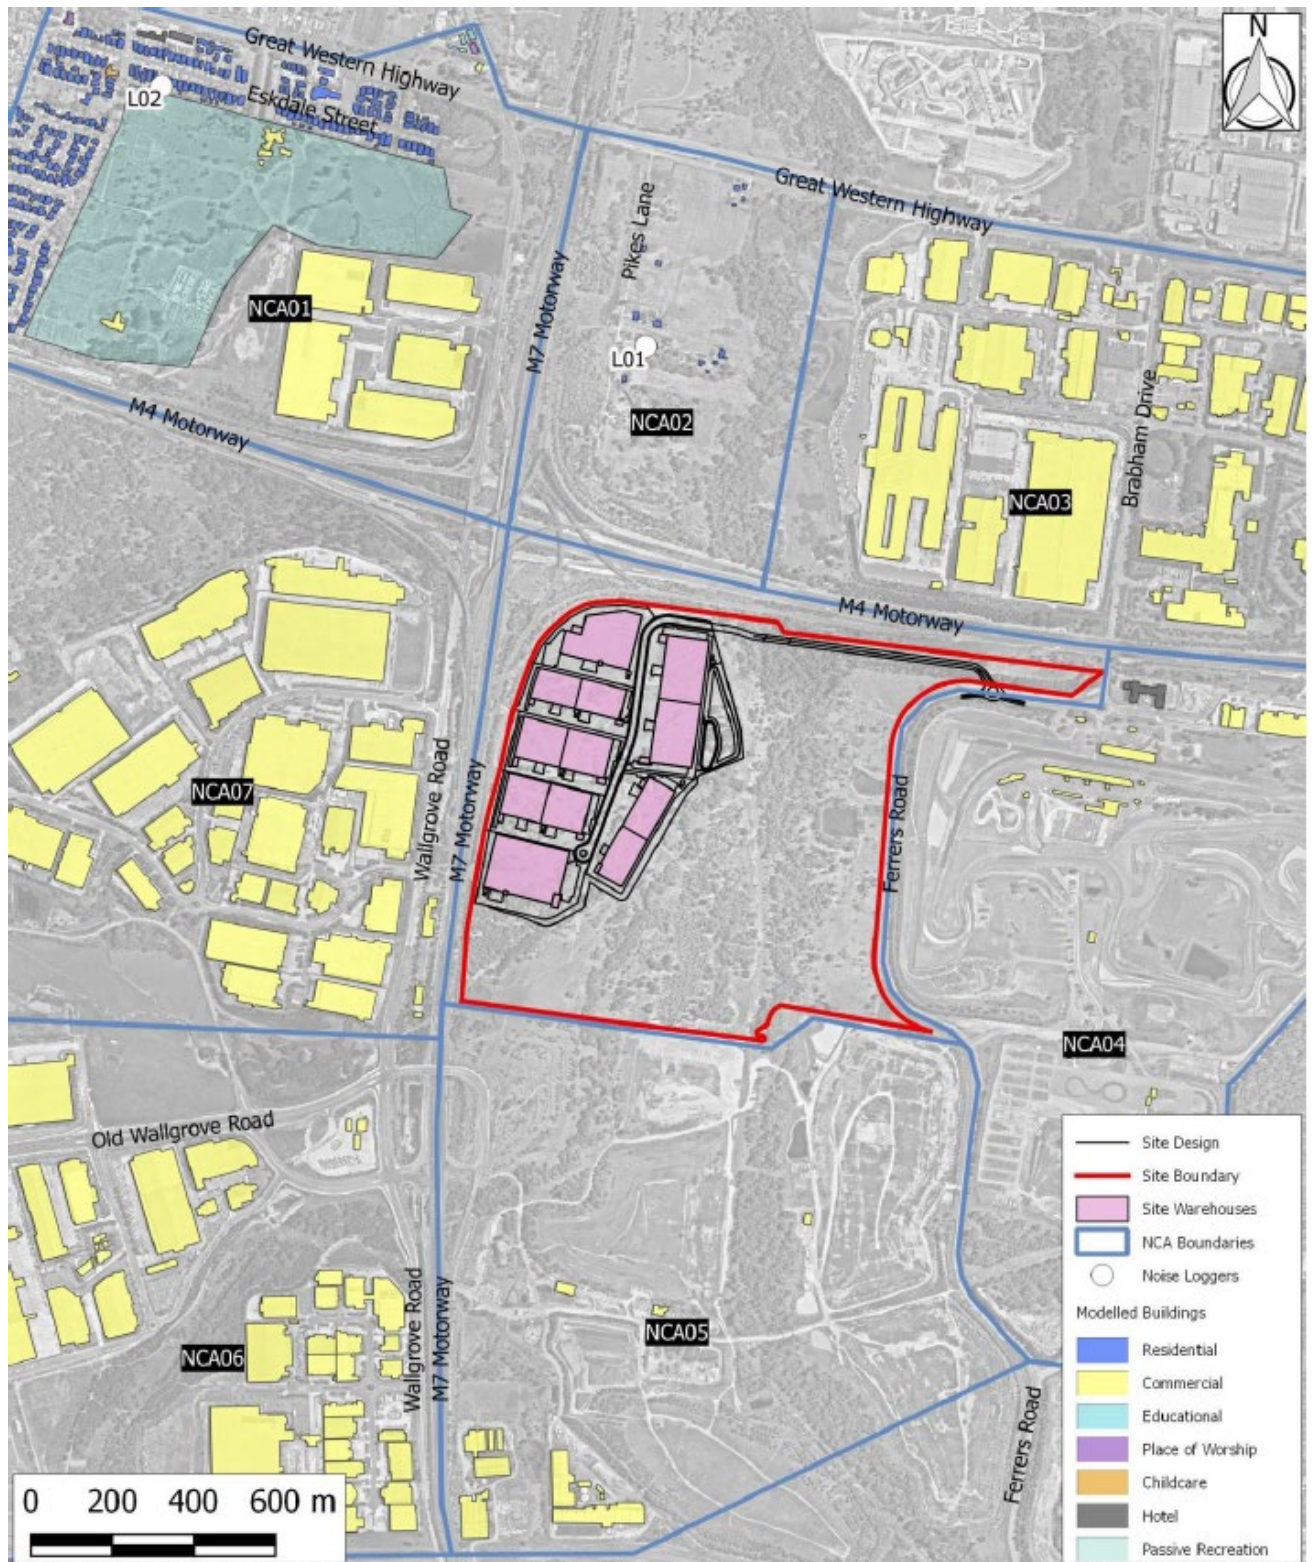 N
Great Western Highway
L02
Eskdale Street
Great Western Highway
Pikes Lane
M7 Motorway
NCA01
L01
M4 Motorway
NCA02
Brabham Drive
NCA03
M4 Motorway
NCA07
Wallgrove Road
M7 Motorway
Ferrers Road
NCA04
Old Wallgrove Road
NCA05
NCA06
Wallgrove Road
M7 Motorway
Ferrers Road
Site Design
Site Boundary
Site Warehouses
NCA Boundaries
Noise Loggers
Modelled Buildings
Residential
Commercial
Educational
Place of Worship
Childcare
Hotel
Passive Recreation
0 200 400 600 m